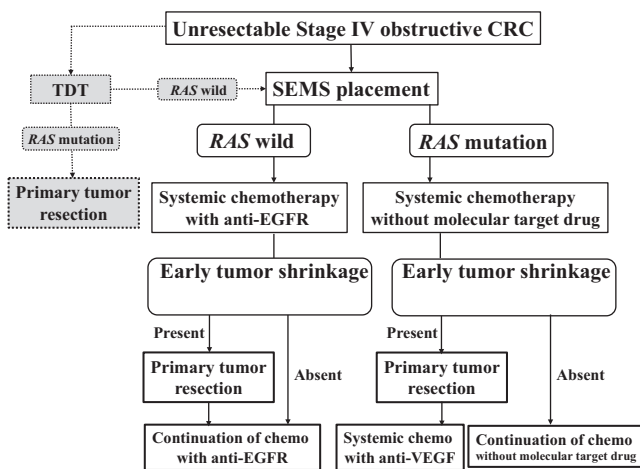 Unresectable Stage IV obstructive CRC
TDT
RAS wild
SEMS placement
RAS mutation
RAS wild
RAS mutation
Primary tumor
resection
Systemic chemotherapy
with anti-EGFR
Systemic chemotherapy
without molecular target drug
Early tumor shrinkage
Early tumor shrinkage
Present
Absent
Present
Absent
Primary tumor
resection
Primary tumor
resection
Continuation of chemo
with anti-EGFR
Systemic chemo
with anti-VEGF
Continuation of chemo
without molecular target drug